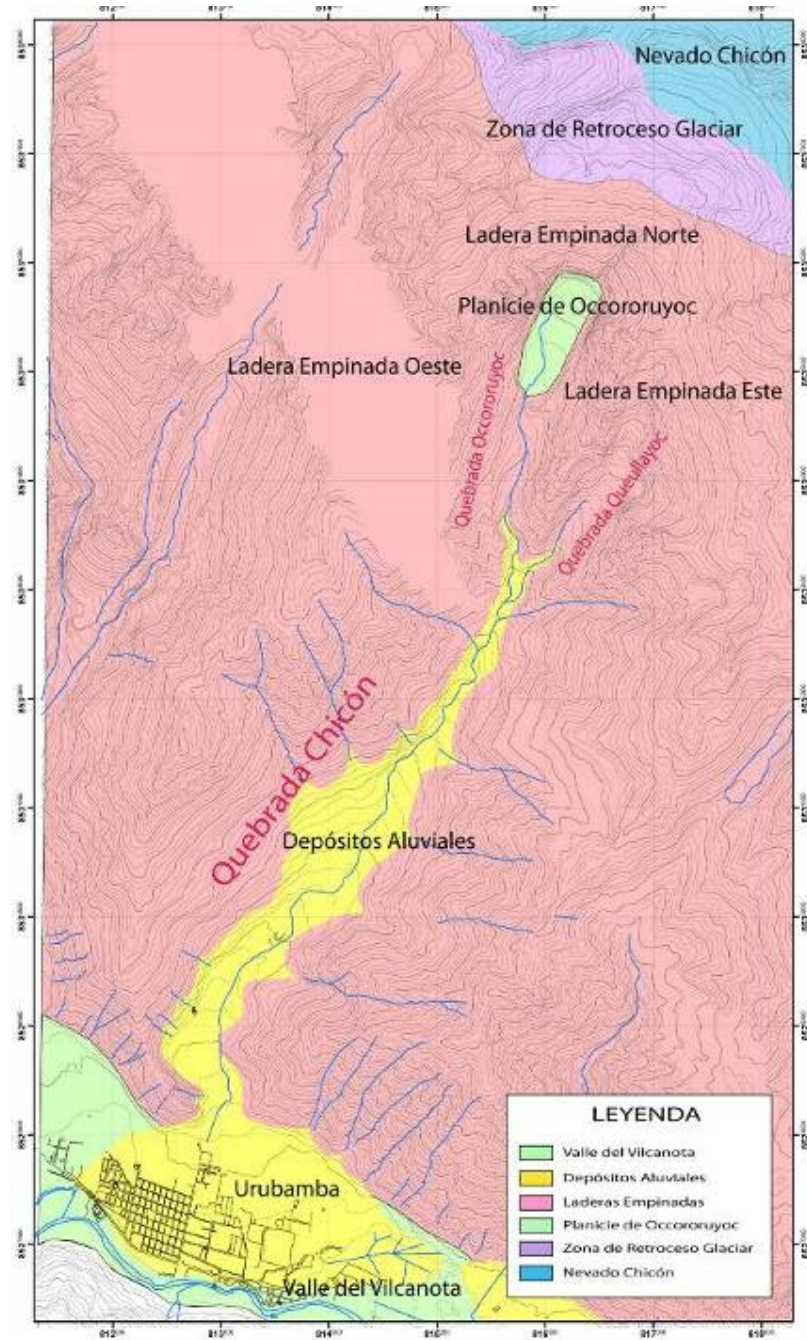 Nevado Chicón
Zona de Retroceso Glaciar
Ladera Empinada Norte
Planicie de Occororuyoc
Ladera Empinada Oeste
Ladera Empinada Este
Quebrada Occororuyoc
Quebrada Queullayoc
Quebrada Chicón
Depósitos Aluviales
Urubamba
Valle del Vilcanota
LEYENDA
Valle del Vilcanota
Depósitos Aluviales
Laderas Empinadas
Planicie de Occororuyoc
Zona de Retroceso Glaciar
Nevado Chicón